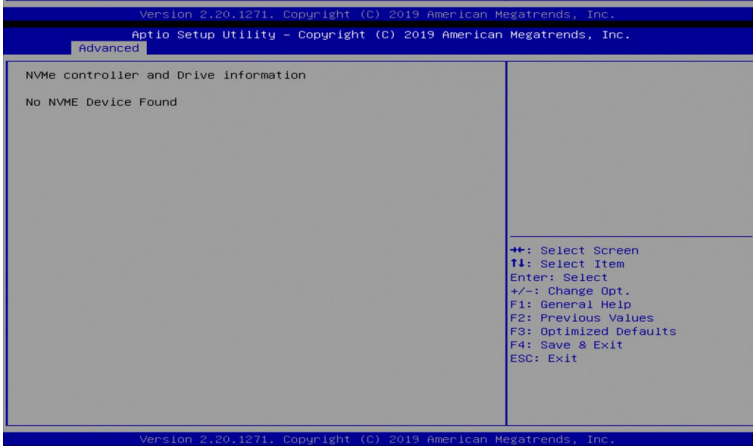 Version 2.20.1271. Copyright (C) 2019 American Megatrends, Inc.
Aptio Setup Utility – Copyright (C) 2019 American Megatrends, Inc.
Advanced
NVMe controller and Drive information
No NVME Device Found
→←: Select Screen
↑↓: Select Item
Enter: Select
+/-: Change Opt.
F1: General Help
F2: Previous Values
F3: Optimized Defaults
F4: Save & Exit
ESC: Exit
Version 2.20.1271. Copyright (C) 2019 American Megatrends, Inc.